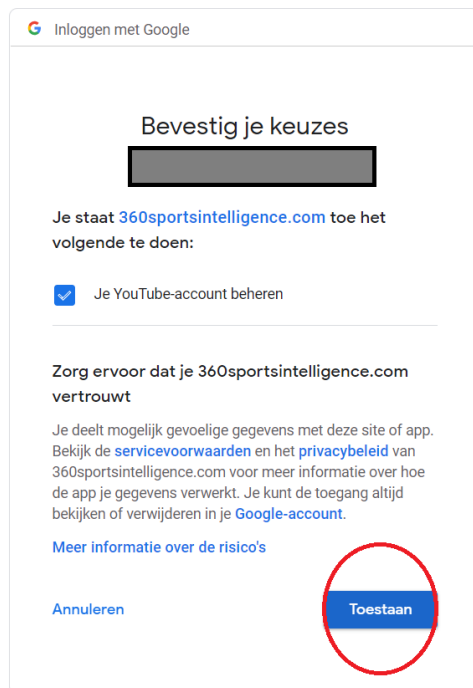 Inloggen met Google
Bevestig je keuzes
Je staat 360sportsintelligence.com toe het
volgende te doen:
Je YouTube-account beheren
Zorg ervoor dat je 360sportsintelligence.com
vertrouwt
Je deelt mogelijk gevoelige gegevens met deze site of app.
Bekijk de servicevoorwaarden en het privacybeleid van
360sportsintelligence.com voor meer informatie over hoe
de app je gegevens verwerkt. Je kunt de toegang altijd
bekijken of verwijderen in je Google-account.
Meer informatie over de risico's
Annuleren
Toestaan